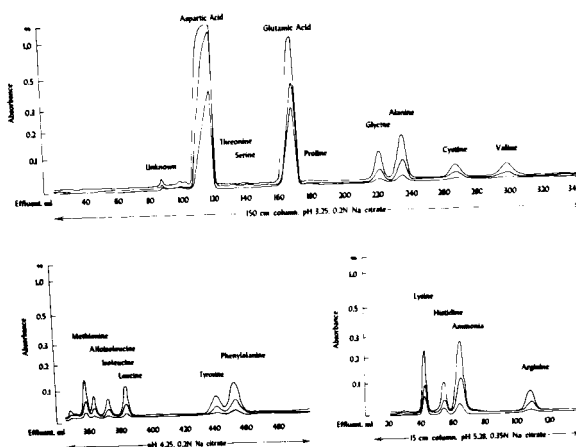 Aspartic Acid
Glutamic Acid
∞
1.0
0.5
0.3
0.2
0.1
Absorbance
Unknown
Threonine
Serine
Proline
Glycine
Alanine
Cystine
Valine
Effluent, ml
40 60 80 100 120 140 160 180 200 220 240 260 280 300 320 340
150 cm column, pH 3.25, 0.2N Na citrate
∞
1.0
0.5
0.3
0.2
0.1
Absorbance
Methionine
Alloisoleucine
Isoleucine
Leucine
Tyrosine
Phenylalanine
Effluent, ml
360 380 400 420 440 460 480
pH 4.25, 0.2N Na citrate
∞
1.0
0.5
0.3
0.2
0.1
Absorbance
Lysine
Histidine
Ammonia
Arginine
Effluent, ml
20 40 60 80 100 120
15 cm column, pH 5.28, 0.35N Na citrate